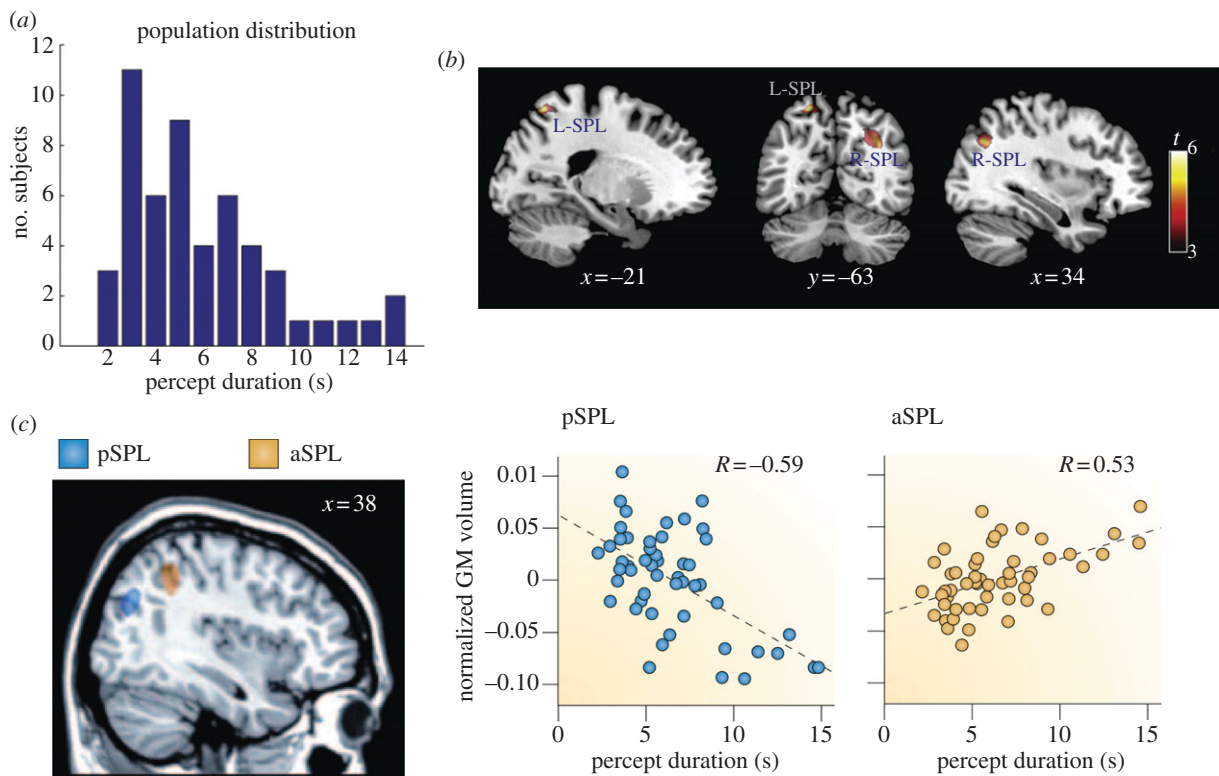 (a)
population distribution
12
10
8
6
4
2
0
no. subjects
2 4 6 8 10 12 14
percept duration (s)
(b)
L-SPL
L-SPL
R-SPL
R-SPL
t
6
3
x=–21
y=–63
x=34
(c)
pSPL
aSPL
x=38
pSPL
R=–0.59
0.01
0.05
0
–0.05
–0.10
normalized GM volume
0 5 10 15
percept duration (s)
aSPL
R=0.53
0 5 10 15
percept duration (s)